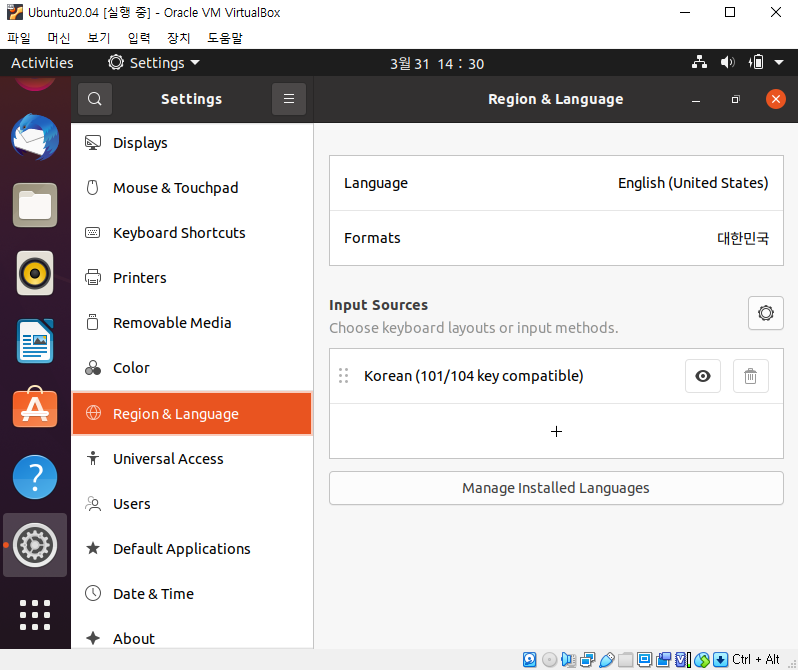 Ubuntu20.04 [실행 중] - Oracle VM VirtualBox
파일 머신 보기 입력 장치 도움말
Activities Settings 3월 31 14 : 30
Settings Region & Language
Displays
Mouse & Touchpad
Keyboard Shortcuts
Printers
Removable Media
Color
Region & Language
Universal Access
Users
Default Applications
Date & Time
About
Language English (United States)
Formats 대한민국
Input Sources
Choose keyboard layouts or input methods.
Korean (101/104 key compatible)
Manage Installed Languages
Ctrl + Alt